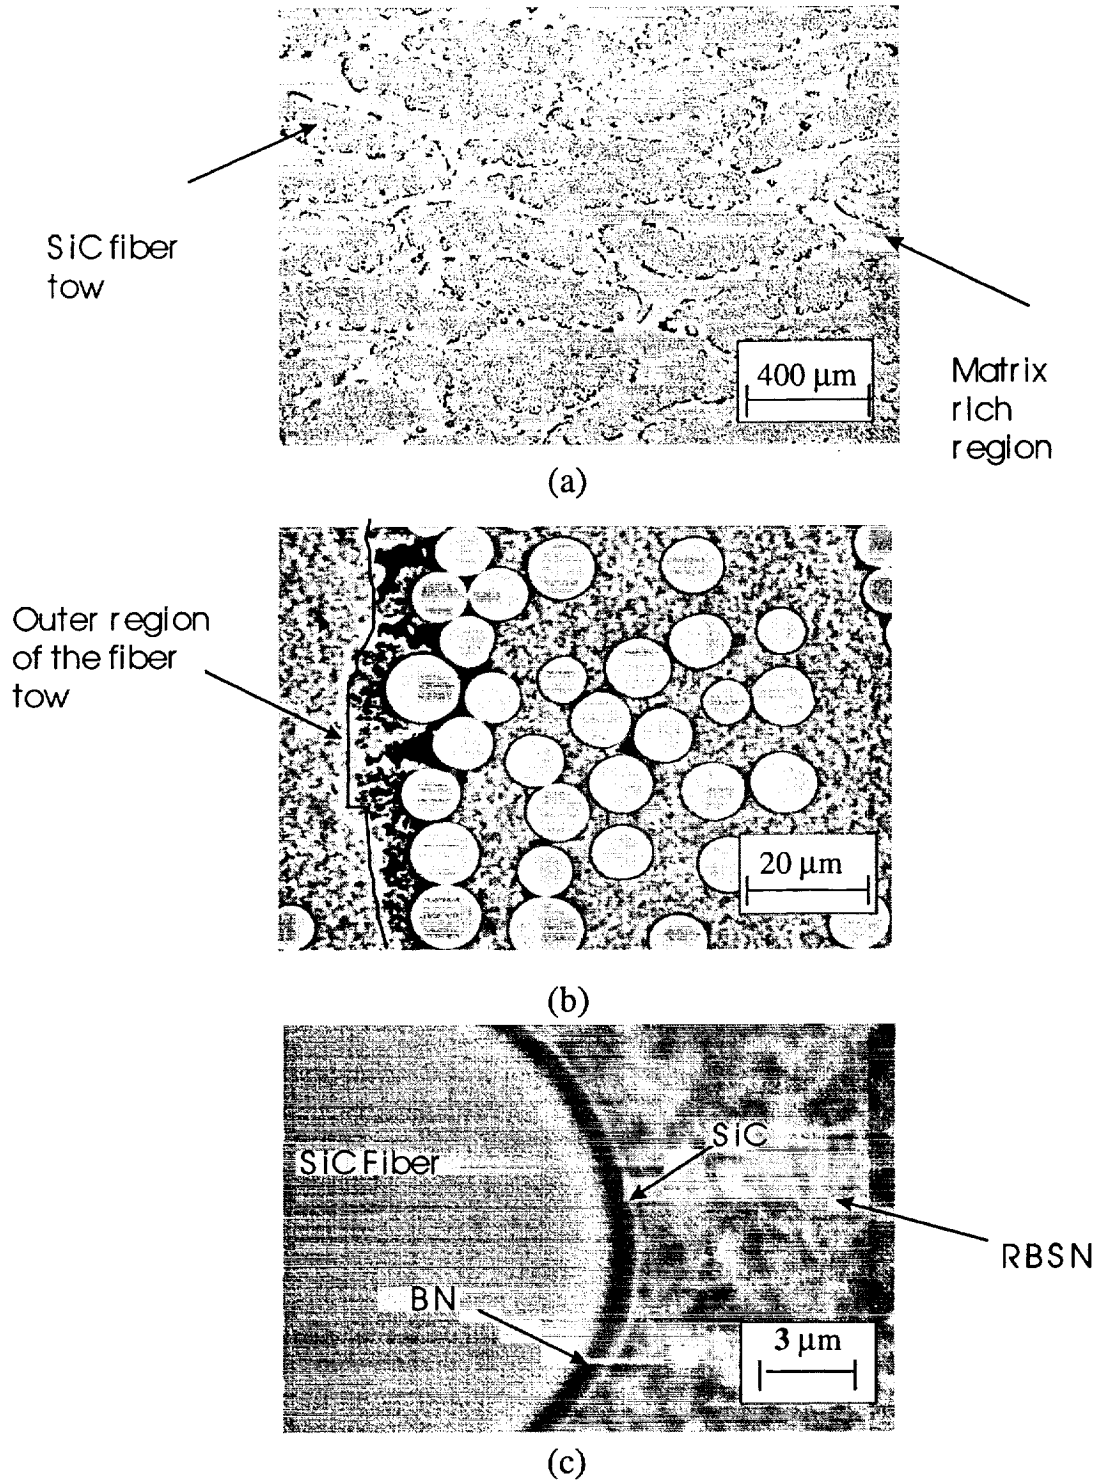 SiC fiber
tow
400 μm
Matrix
rich
region
(a)
Outer region
of the fiber
tow
20 μm
(b)
SiC Fiber
SiC
BN
RBSN
3 μm
(c)